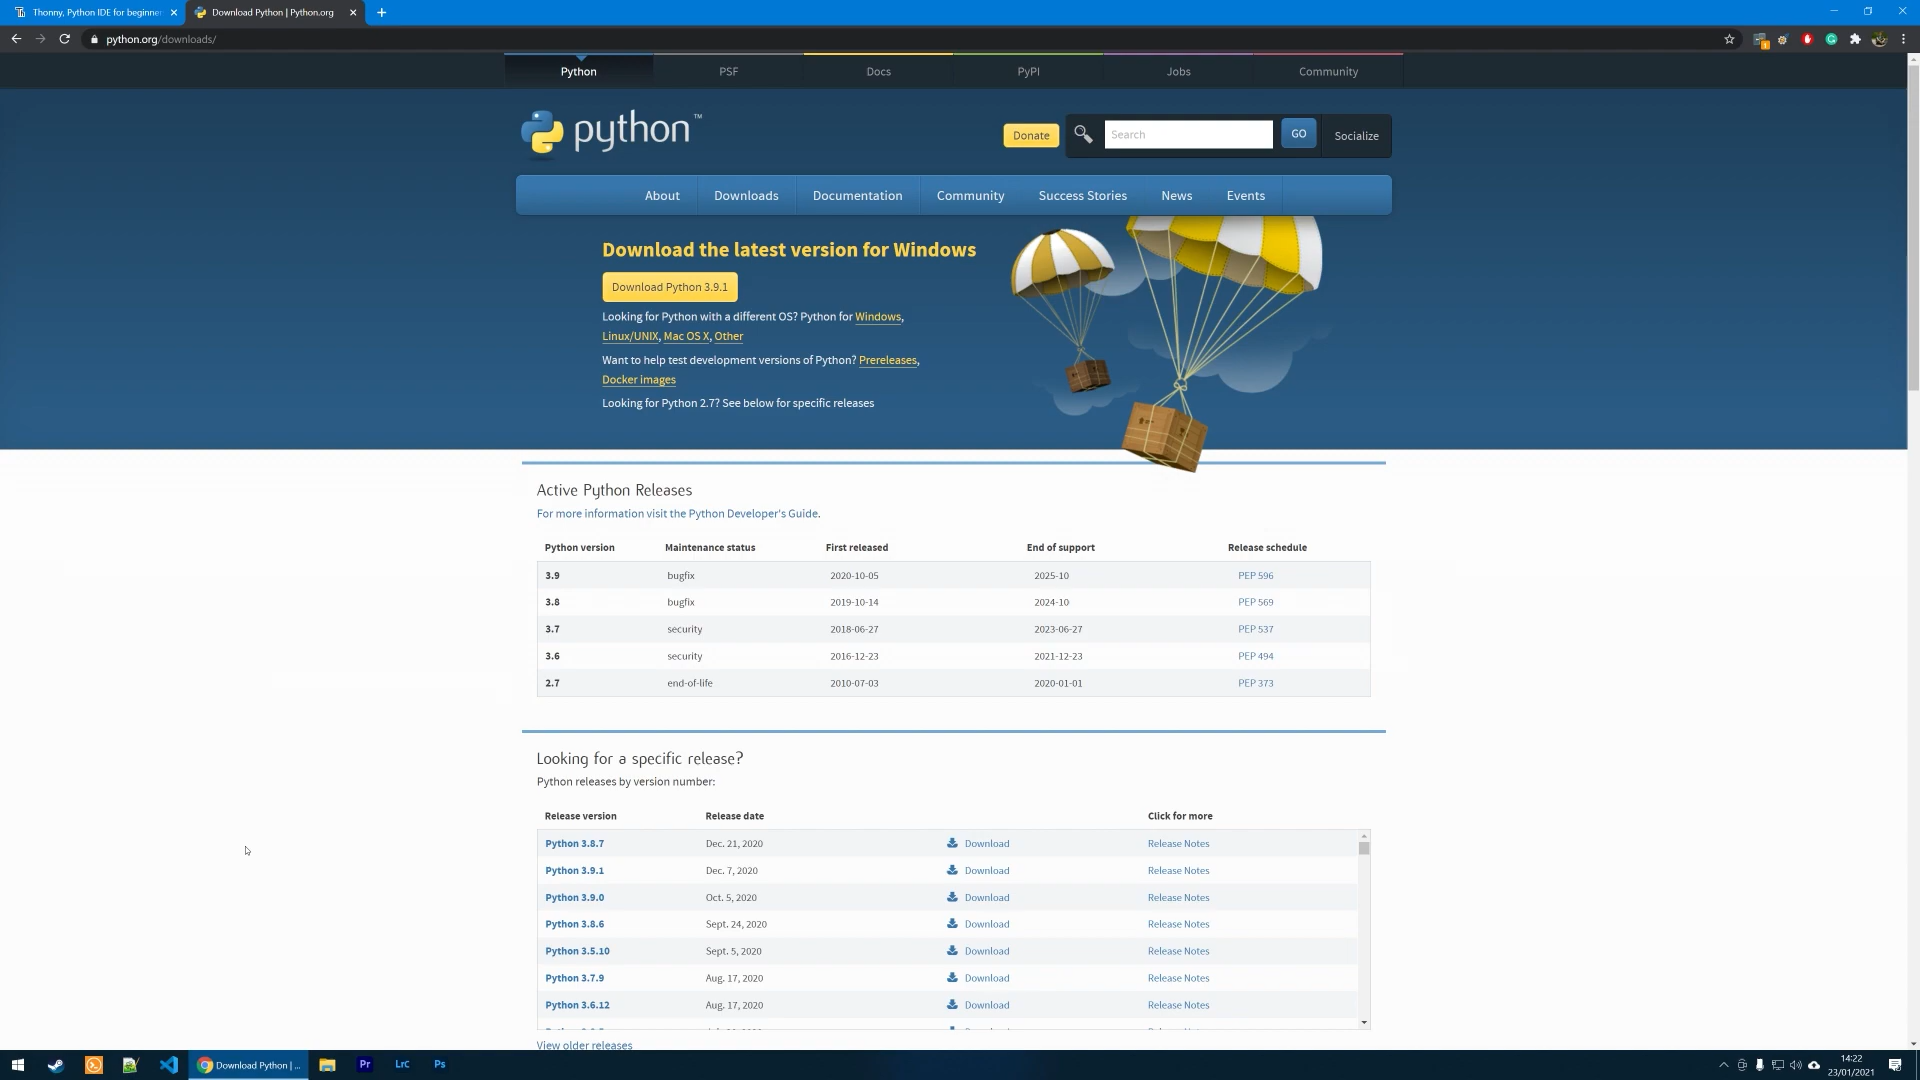 Thonny, Python IDE for beginner
Download Python | Python.org
python.org/downloads/
Python
PSF
Docs
PyPI
Jobs
Community
python™
Donate
Search
GO
Socialize
About
Downloads
Documentation
Community
Success Stories
News
Events
Download the latest version for Windows
Download Python 3.9.1
Looking for Python with a different OS? Python for Windows,
Linux/UNIX, Mac OS X, Other
Want to help test development versions of Python? Prereleases,
Docker images
Looking for Python 2.7? See below for specific releases
Active Python Releases
For more information visit the Python Developer's Guide.
Python version Maintenance status First released End of support Release schedule
3.9 bugfix 2020-10-05 2025-10 PEP 596
3.8 bugfix 2019-10-14 2024-10 PEP 569
3.7 security 2018-06-27 2023-06-27 PEP 537
3.6 security 2016-12-23 2021-12-23 PEP 494
2.7 end-of-life 2010-07-03 2020-01-01 PEP 373
Looking for a specific release?
Python releases by version number:
Release version Release date Click for more
Python 3.8.7 Dec. 21, 2020 Download Release Notes
Python 3.9.1 Dec. 7, 2020 Download Release Notes
Python 3.9.0 Oct. 5, 2020 Download Release Notes
Python 3.8.6 Sept. 24, 2020 Download Release Notes
Python 3.5.10 Sept. 5, 2020 Download Release Notes
Python 3.7.9 Aug. 17, 2020 Download Release Notes
Python 3.6.12 Aug. 17, 2020 Download Release Notes
View older releases
Download Python | ...
Pr
LrC
Ps
14:22
23/01/2021